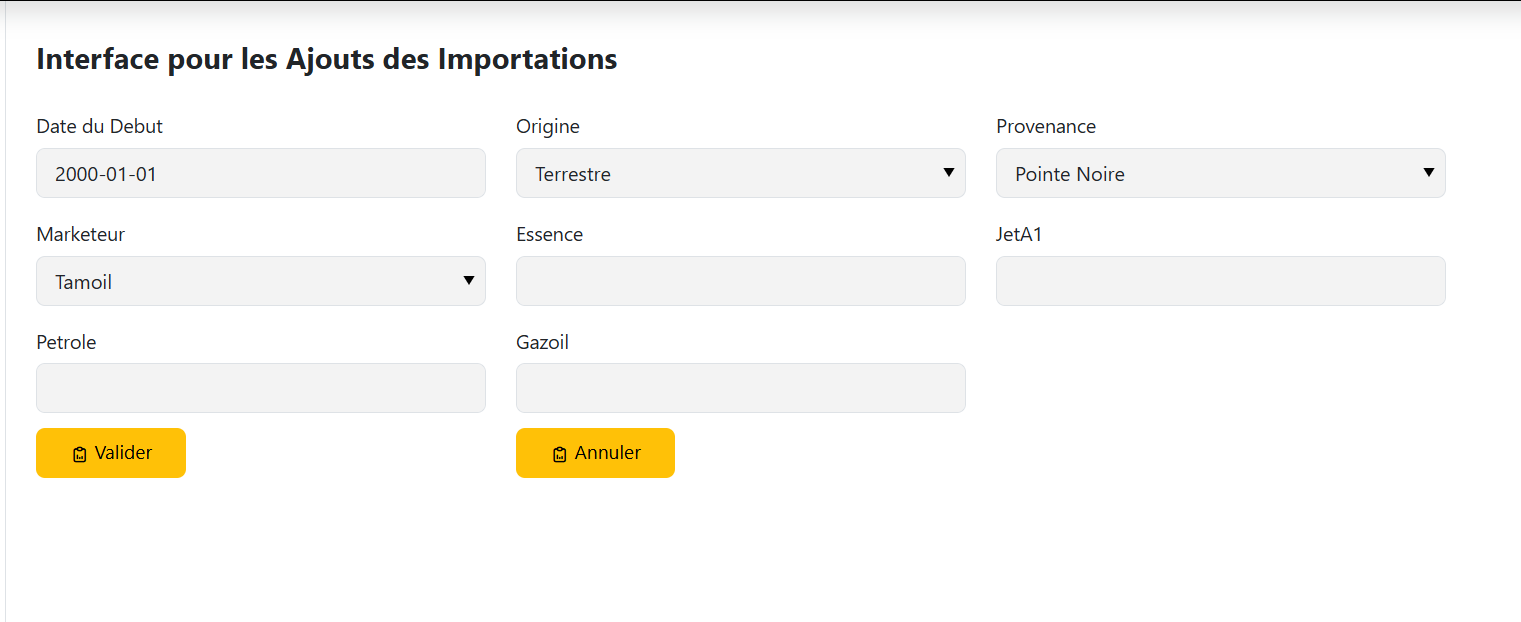 Interface pour les Ajouts des Importations
Date du Debut
Origine
Provenance
2000-01-01
Terrestre
Pointe Noire
Marketeur
Essence
JetA1
Tamoil
Petrole
Gazoil
Valider
Annuler